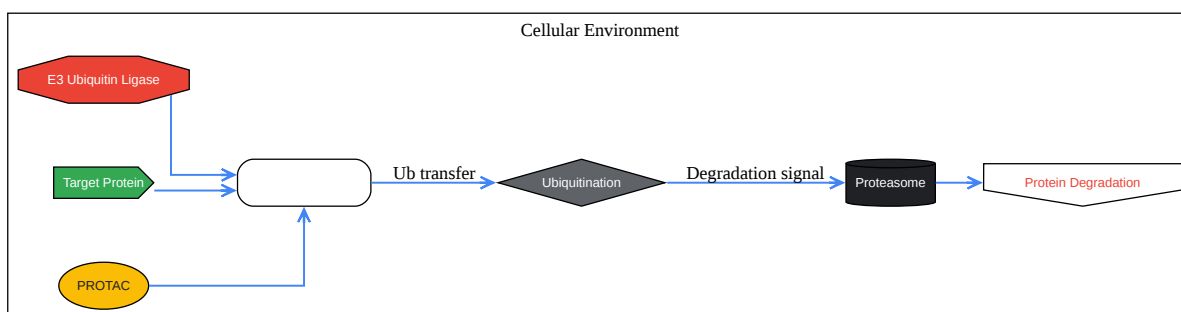 Cellular Environment
E3 Ubiquitin Ligase
Target Protein
Ub transfer
Ubiquitination
Degradation signal
Proteasome
Protein Degradation
PROTAC